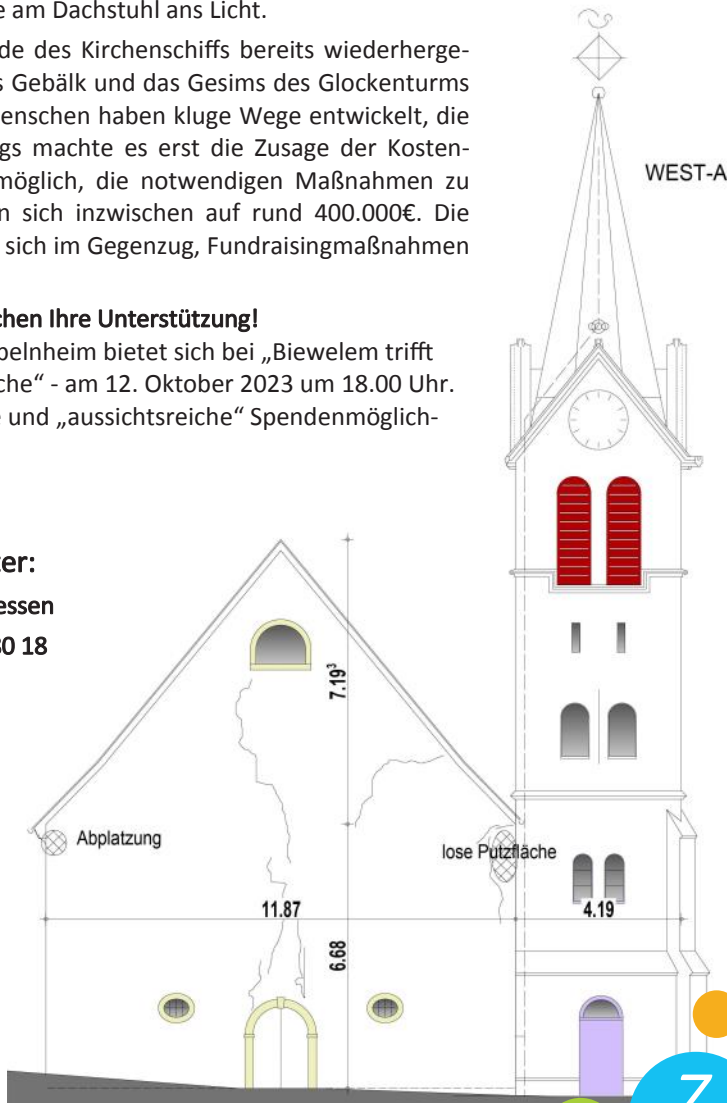 e am Dachstuhl ans Licht.
de des Kirchenschiffs bereits wiederherge-
s Gebälk und das Gesims des Glockenturms
enschen haben kluge Wege entwickelt, die
gs machte es erst die Zusage der Kosten-
möglich, die notwendigen Maßnahmen zu
n sich inzwischen auf rund 400.000€. Die
sich im Gegenzug, Fundraisingmaßnahmen
chen Ihre Unterstützung!
belnheim bietet sich bei „Biewelem trifft
che“ - am 12. Oktober 2023 um 18.00 Uhr.
e und „aussichtsreiche“ Spendenmöglich-
ter:
essen
30 18
WEST-A
7.19³
Abplatzung
lose Putzfläche
11.87
4.19
6.68
7